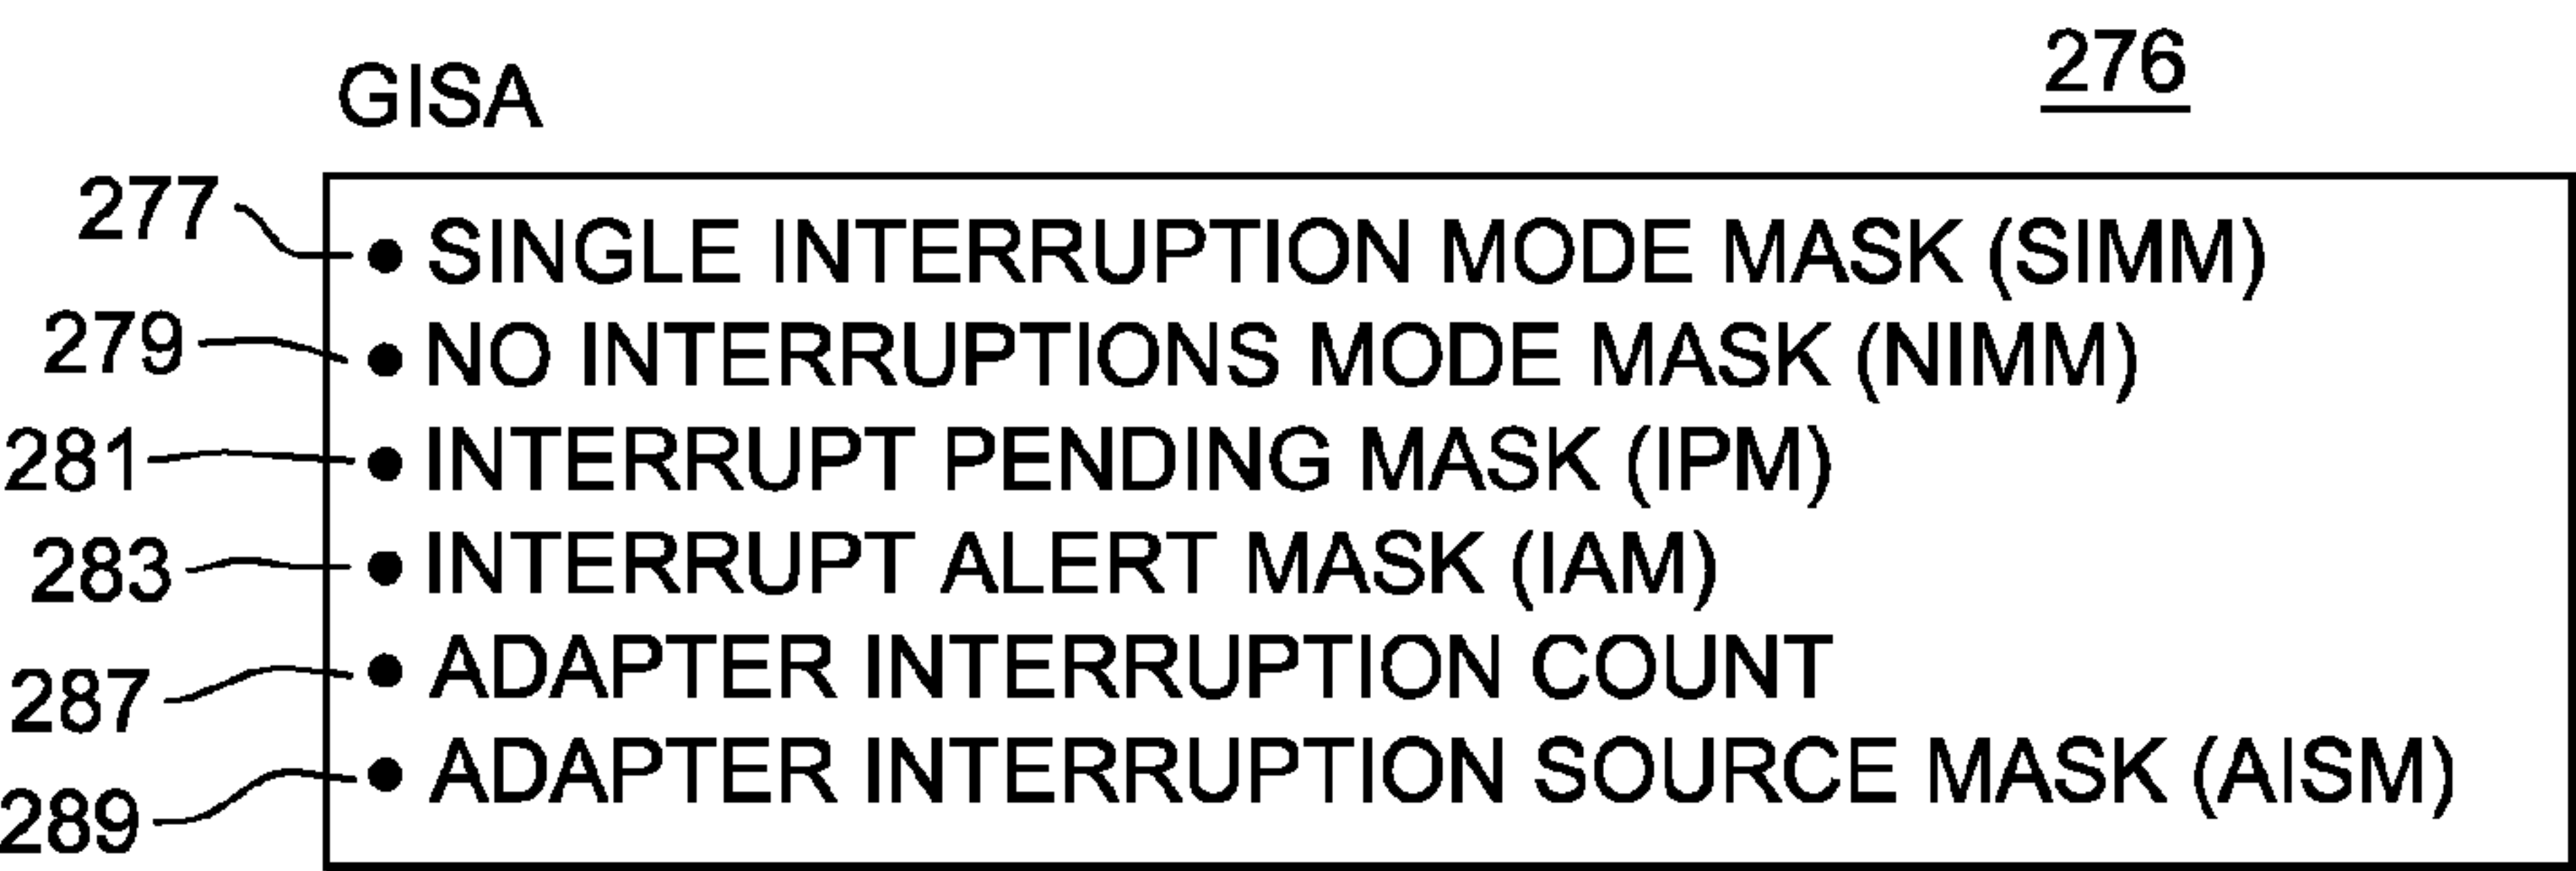 276
GISA
277 • SINGLE INTERRUPTION MODE MASK (SIMM)
279 • NO INTERRUPTIONS MODE MASK (NIMM)
281 • INTERRUPT PENDING MASK (IPM)
283 • INTERRUPT ALERT MASK (IAM)
287 • ADAPTER INTERRUPTION COUNT
289 • ADAPTER INTERRUPTION SOURCE MASK (AISM)